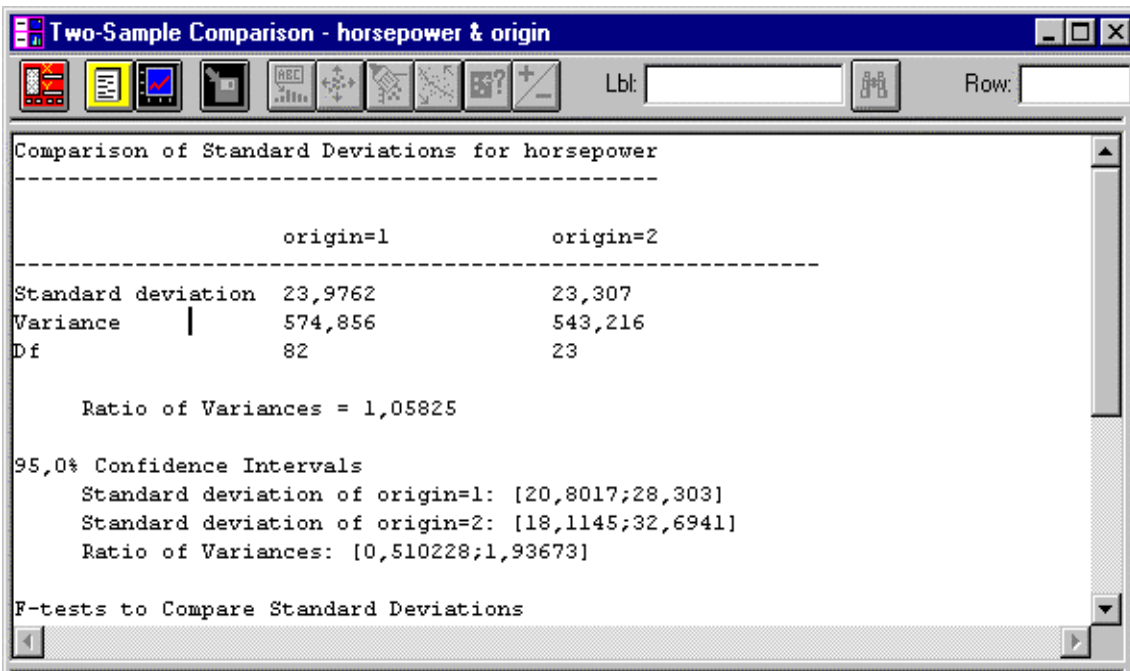 Two-Sample Comparison - horsepower & origin
ABC Lbl: Row:
Comparison of Standard Deviations for horsepower
------------------------------------------------
origin=1 origin=2
------------------------------------------------------------
Standard deviation 23,9762 23,307
Variance 574,856 543,216
Df 82 23
Ratio of Variances = 1,05825
95,0% Confidence Intervals
Standard deviation of origin=1: [20,8017;28,303]
Standard deviation of origin=2: [18,1145;32,6941]
Ratio of Variances: [0,510228;1,93673]
F-tests to Compare Standard Deviations